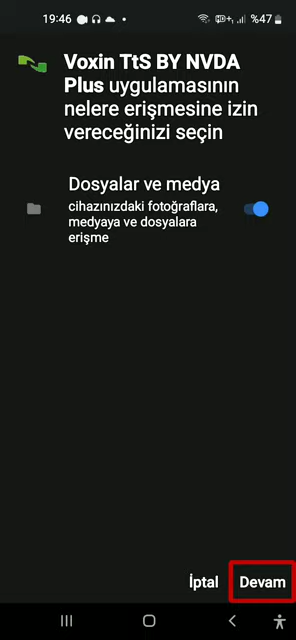 19:46 %47
Voxin TtS BY NVDA
Plus uygulamasının
nelere erişmesine izin
vereceğinizi seçin
Dosyalar ve medya
cihazınızdaki fotoğraflara,
medyaya ve dosyalara
erişme
İptal Devam